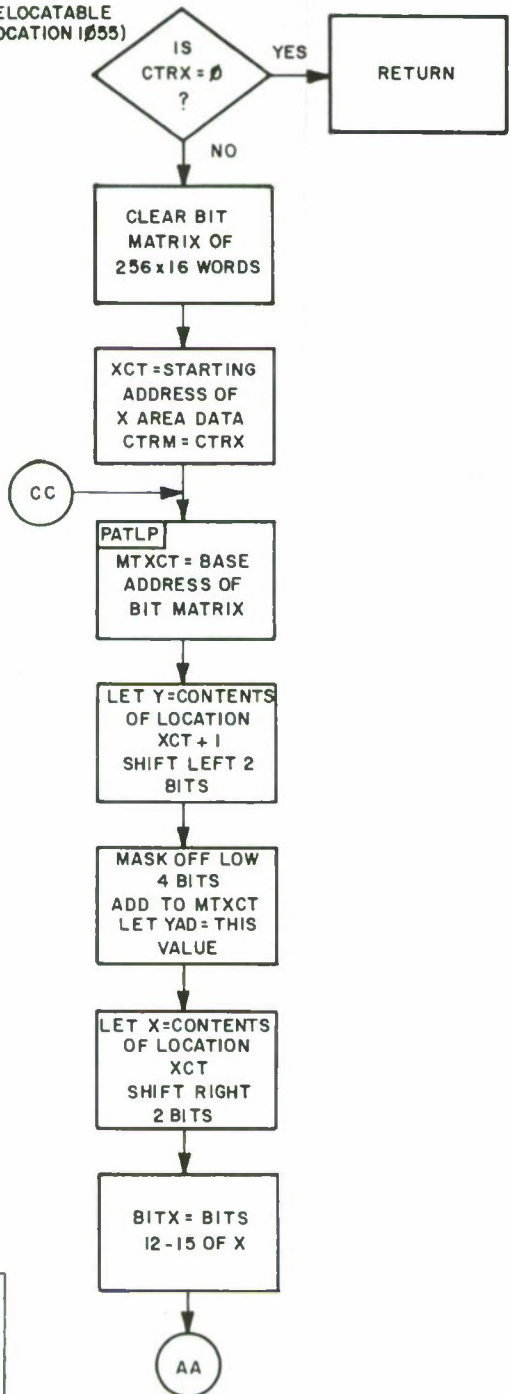 ELOCATABLE
OCATION 1Ø55)
IS
CTRX = Ø
?
YES
RETURN
NO
CLEAR BIT
MATRIX OF
256 x 16 WORDS
XCT = STARTING
ADDRESS OF
X AREA DATA
CTRM = CTRX
CC
PATLP
MTXCT = BASE
ADDRESS OF
BIT MATRIX
LET Y = CONTENTS
OF LOCATION
XCT + 1
SHIFT LEFT 2
BITS
MASK OFF LOW
4 BITS
ADD TO MTXCT
LET YAD = THIS
VALUE
LET X = CONTENTS
OF LOCATION
XCT
SHIFT RIGHT
2 BITS
BITX = BITS
12-15 OF X
AA